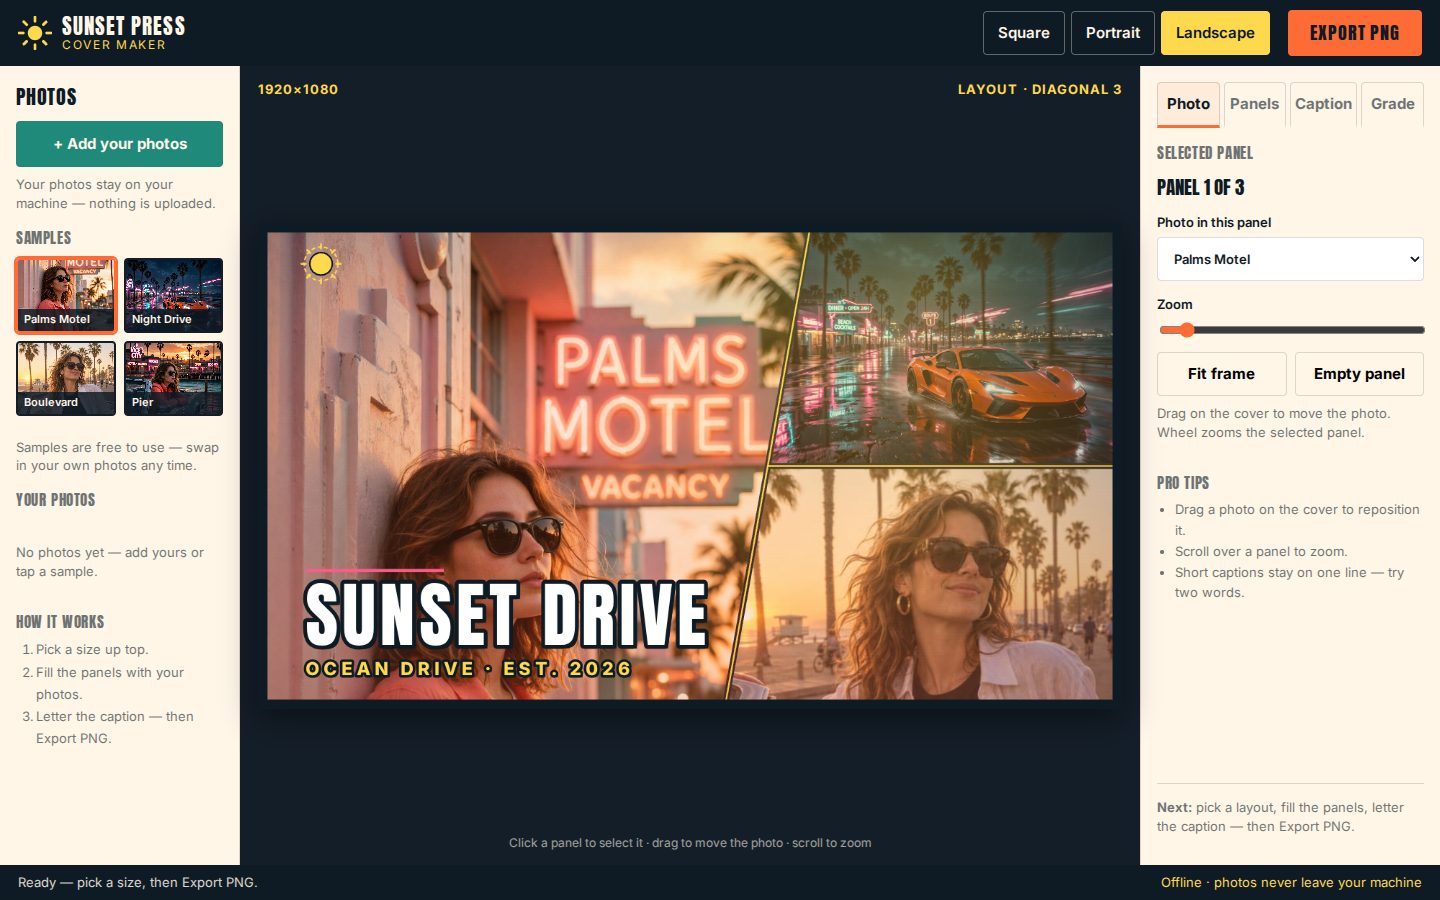 SUNSET PRESS
COVER MAKER
Square
Portrait
Landscape
EXPORT PNG
PHOTOS
+ Add your photos
Your photos stay on your
machine — nothing is uploaded.
SAMPLES
MOTEL
VACANCY
Palms Motel
Night Drive
Boulevard
Pier
Samples are free to use — swap
in your own photos any time.
YOUR PHOTOS
No photos yet — add yours or
tap a sample.
HOW IT WORKS
1. Pick a size up top.
2. Fill the panels with your
photos.
3. Letter the caption — then
Export PNG.
1920×1080
LAYOUT · DIAGONAL 3
PALMS
MOTEL
VACANCY
DINER · OPEN
BEACH
COCKTAILS
SUNSET DRIVE
OCEAN DRIVE · EST. 2026
Click a panel to select it · drag to move the photo · scroll to zoom
Photo
Panels
Caption
Grade
SELECTED PANEL
PANEL 1 OF 3
Photo in this panel
Palms Motel
Zoom
Fit frame
Empty panel
Drag on the cover to move the photo.
Wheel zooms the selected panel.
PRO TIPS
• Drag a photo on the cover to reposition
it.
• Scroll over a panel to zoom.
• Short captions stay on one line — try
two words.
Next: pick a layout, fill the panels, letter
the caption — then Export PNG.
Ready — pick a size, then Export PNG.
Offline · photos never leave your machine